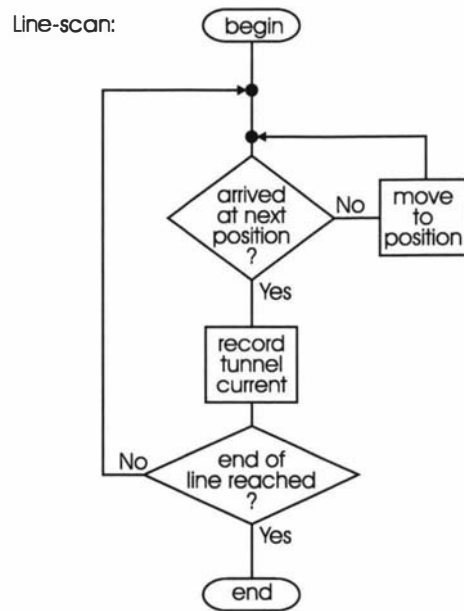 Line-scan:
begin
arrived
at next
position
?
No
move
to
position
Yes
record
tunnel
current
No
end of
line reached
?
Yes
end